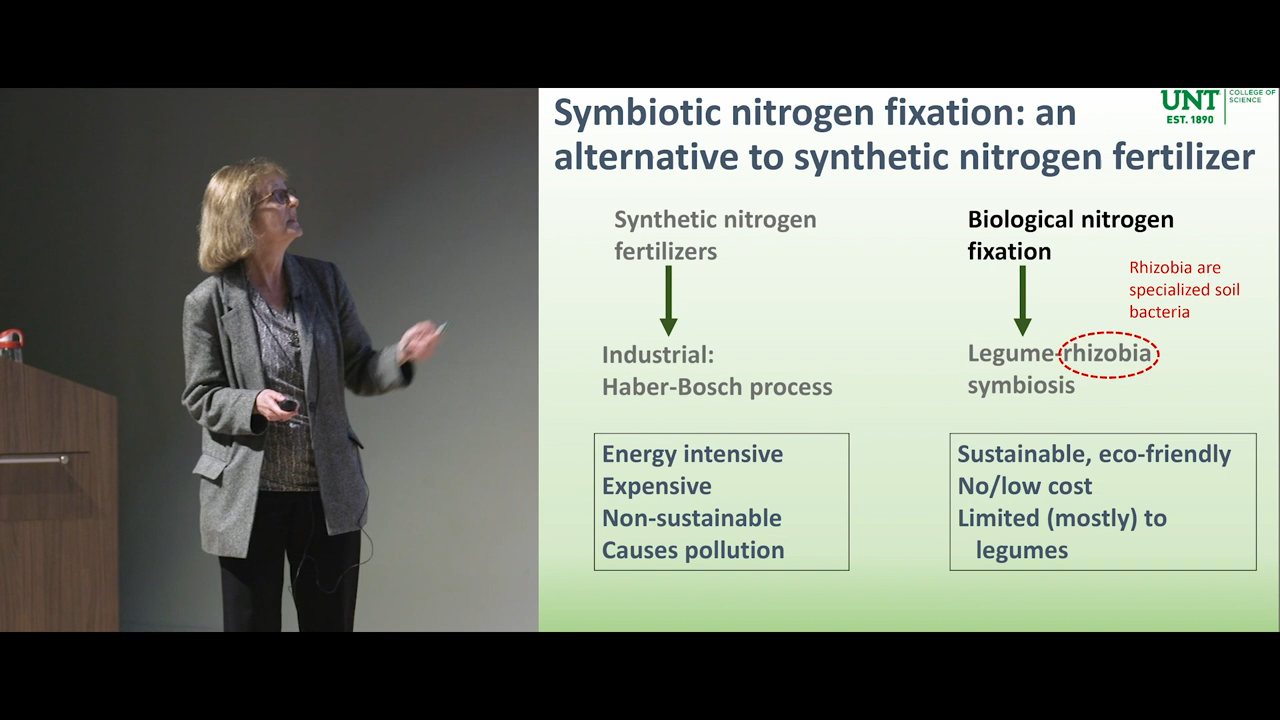 Symbiotic nitrogen fixation: an
alternative to synthetic nitrogen fertilizer
UNT
EST. 1890
COLLEGE OF
SCIENCE
Synthetic nitrogen
fertilizers
Industrial:
Haber-Bosch process
Energy intensive
Expensive
Non-sustainable
Causes pollution
Biological nitrogen
fixation
Rhizobia are
specialized soil
bacteria
Legume-rhizobia
symbiosis
Sustainable, eco-friendly
No/low cost
Limited (mostly) to
legumes